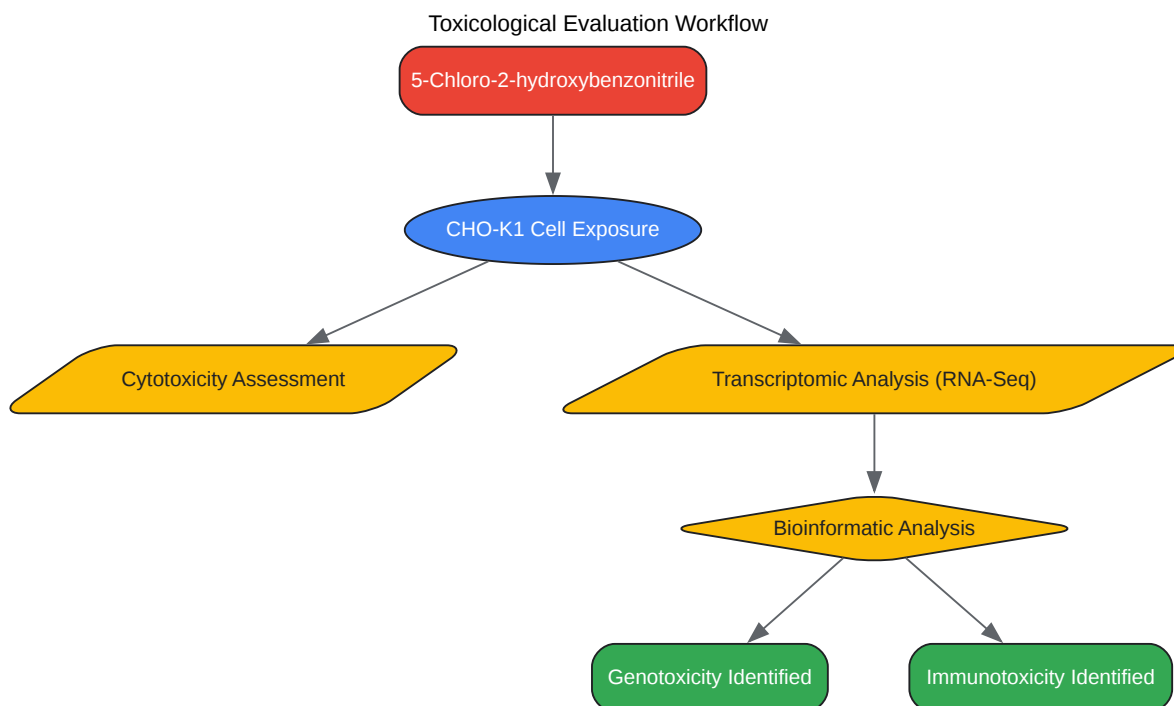 Toxicological Evaluation Workflow
5-Chloro-2-hydroxybenzonitrile
CHO-K1 Cell Exposure
Cytotoxicity Assessment
Transcriptomic Analysis (RNA-Seq)
Bioinformatic Analysis
Genotoxicity Identified
Immunotoxicity Identified